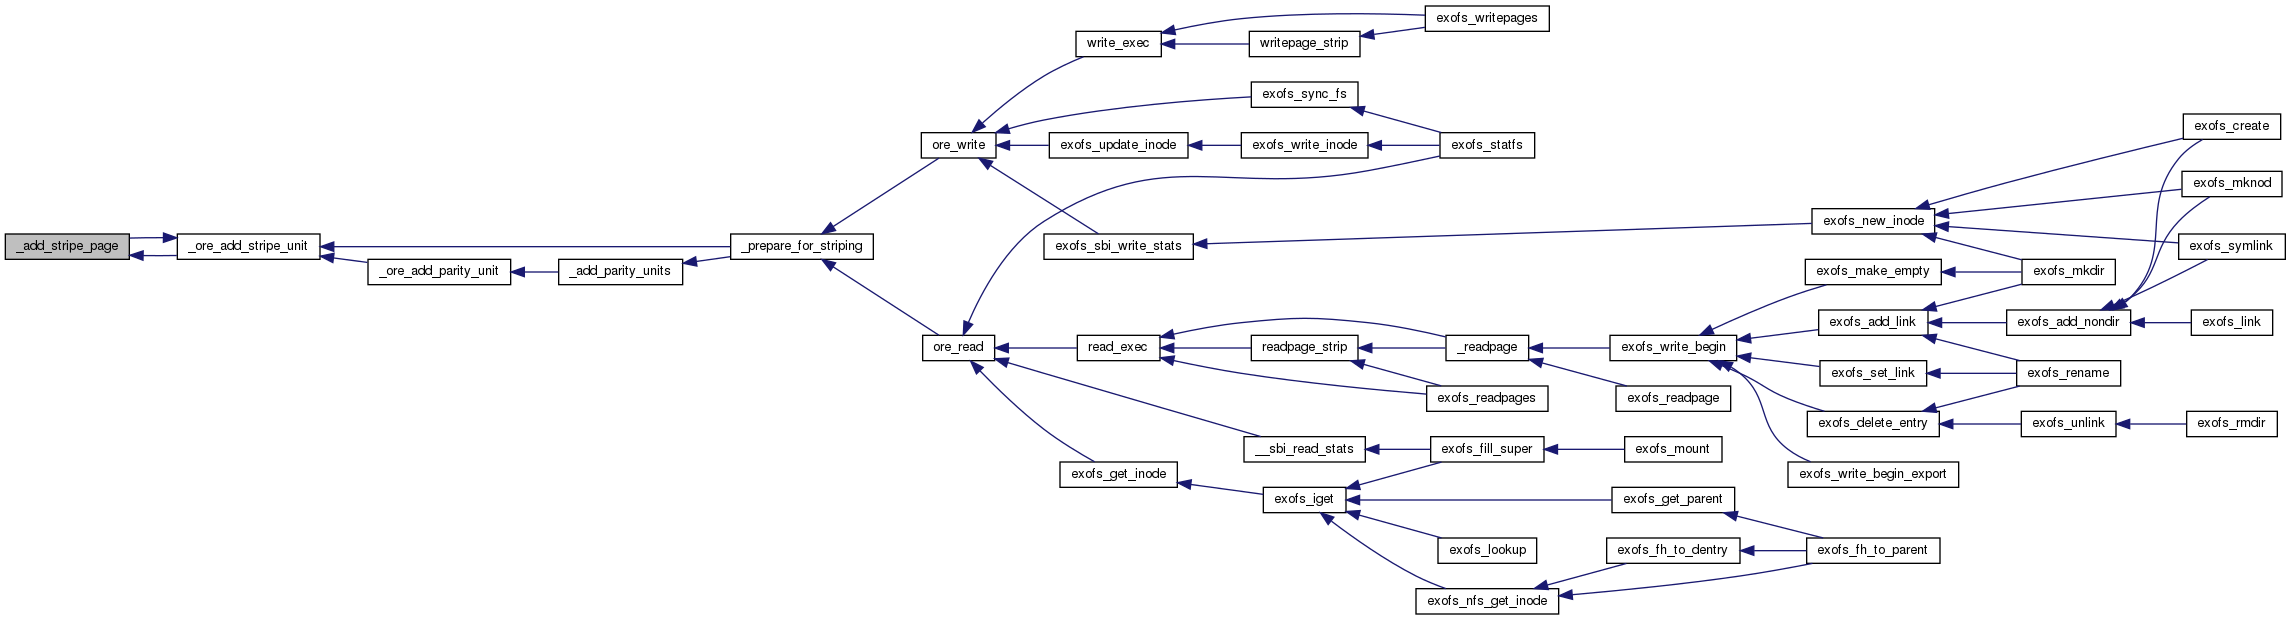 exofs_writepages
write_exec
writepage_strip
exofs_sync_fs
exofs_create
ore_write
exofs_update_inode
exofs_write_inode
exofs_statfs
exofs_mknod
exofs_new_inode
_add_stripe_page
_ore_add_stripe_unit
_prepare_for_striping
exofs_sbi_write_stats
exofs_symlink
_ore_add_parity_unit
_add_parity_units
exofs_make_empty
exofs_mkdir
exofs_add_link
exofs_add_nondir
exofs_link
ore_read
read_exec
readpage_strip
_readpage
exofs_write_begin
exofs_set_link
exofs_rename
exofs_readpages
exofs_readpage
exofs_delete_entry
exofs_unlink
exofs_rmdir
__sbi_read_stats
exofs_fill_super
exofs_mount
exofs_get_inode
exofs_write_begin_export
exofs_iget
exofs_get_parent
exofs_lookup
exofs_fh_to_dentry
exofs_fh_to_parent
exofs_nfs_get_inode